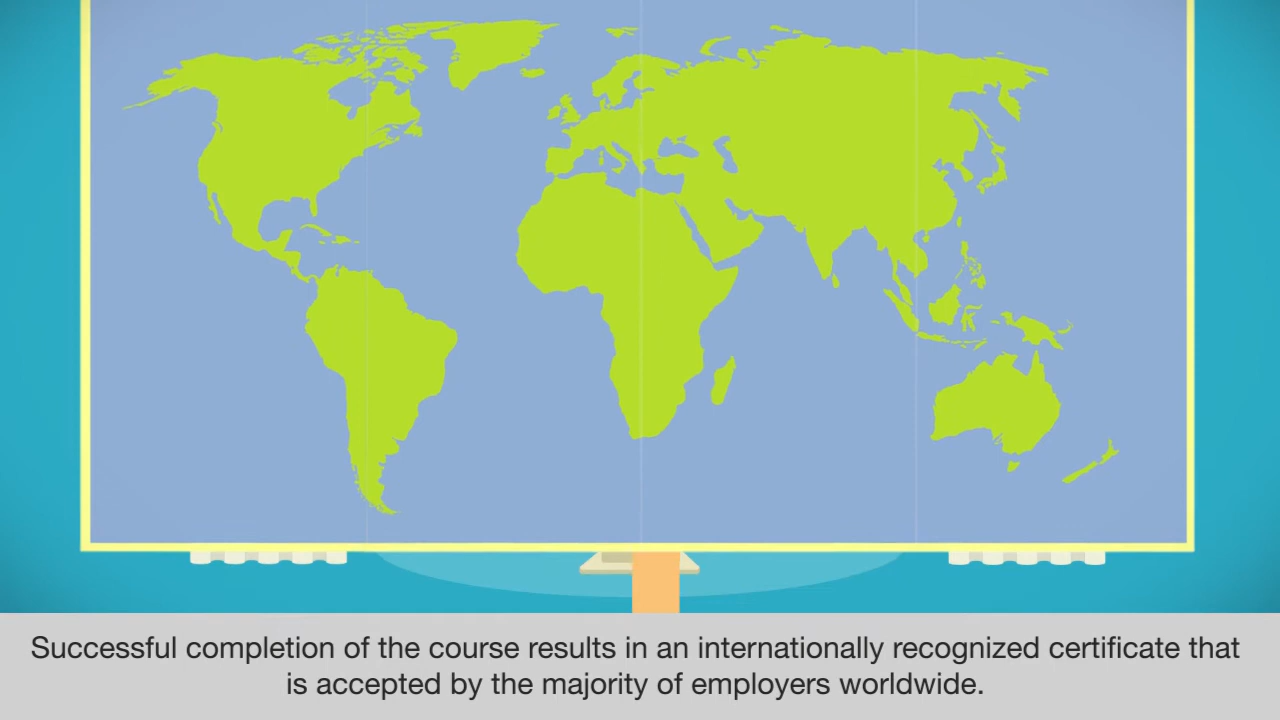 Successful completion of the course results in an internationally recognized certificate that
is accepted by the majority of employers worldwide.